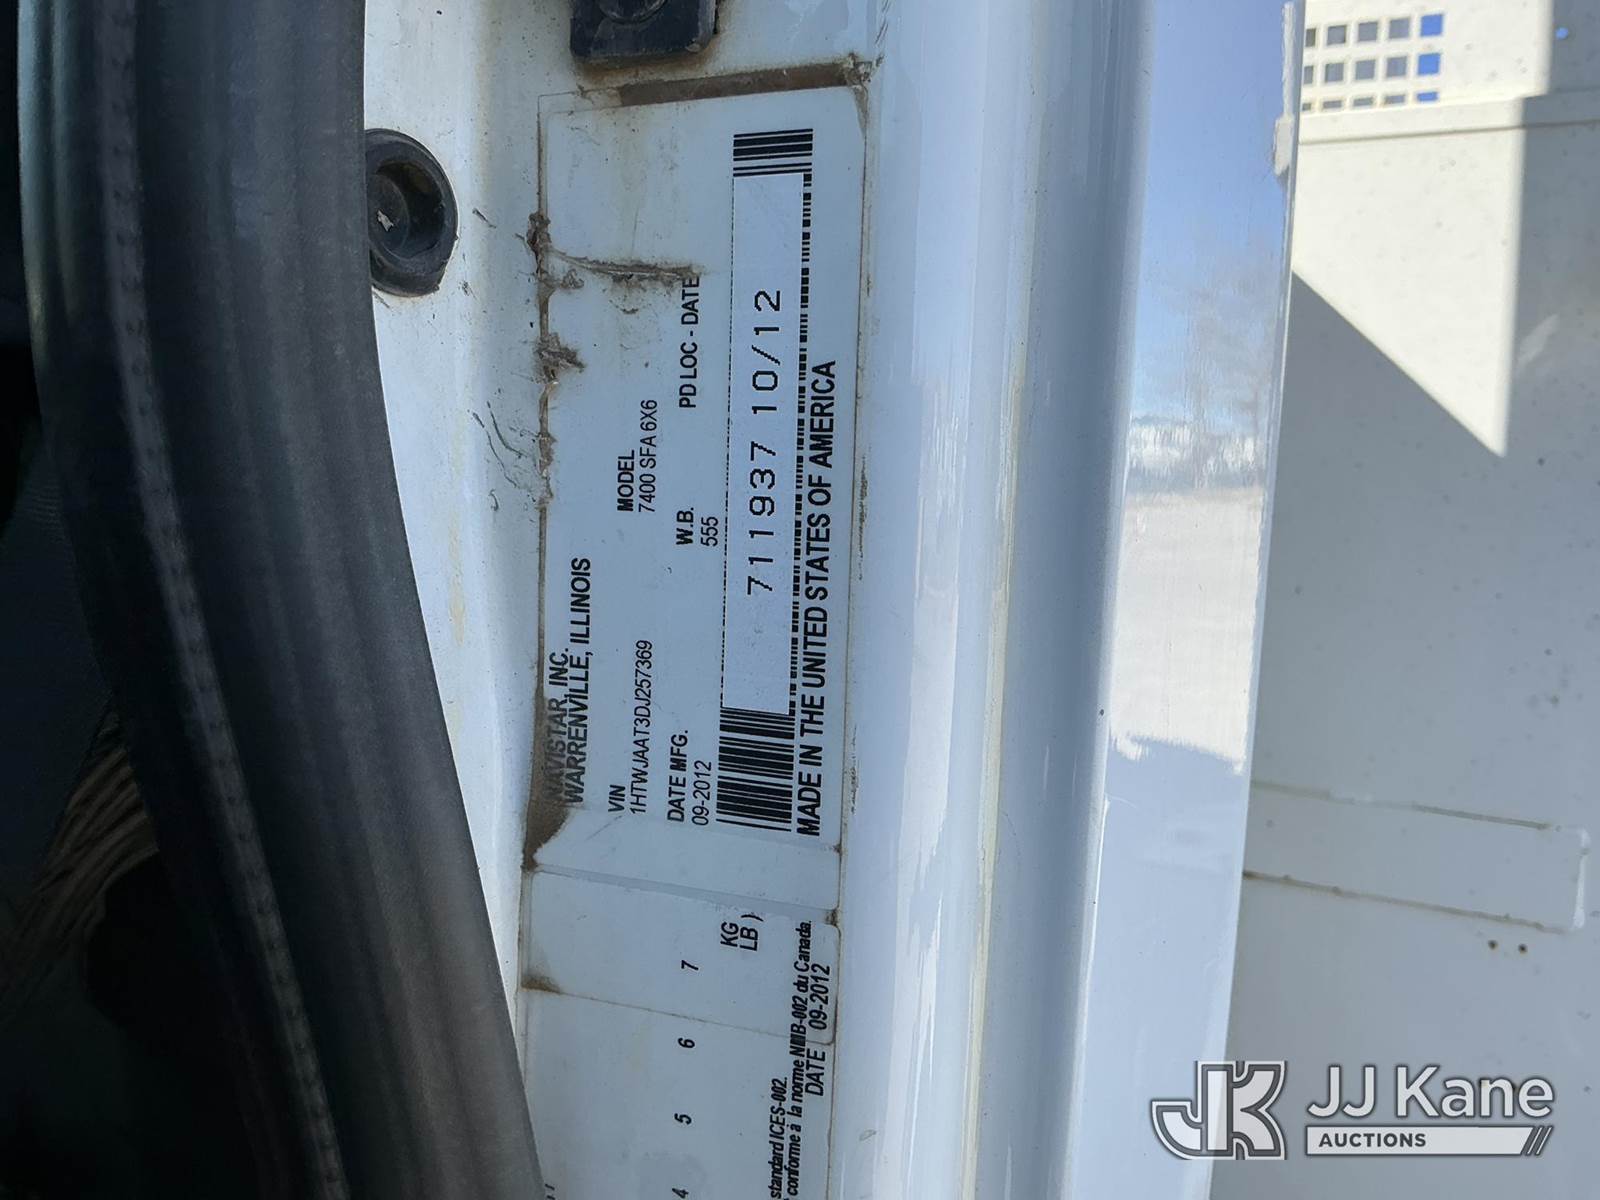 NAVISTAR, INC.
WARRENVILLE, ILLINOIS
VIN
1HTWJAAT3DJ257369
MODEL
7400 SFA 6X6
DATE MFG.
09-2012
W.B.
555
PD LOC - DATE
711937 10/12
MADE IN THE UNITED STATES OF AMERICA
4 5 6 7
KG
LB )
standard ICES-002.
conforme à la norme NMB-002 du Canada.
DATE 09-2012
JK JJ Kane
AUCTIONS